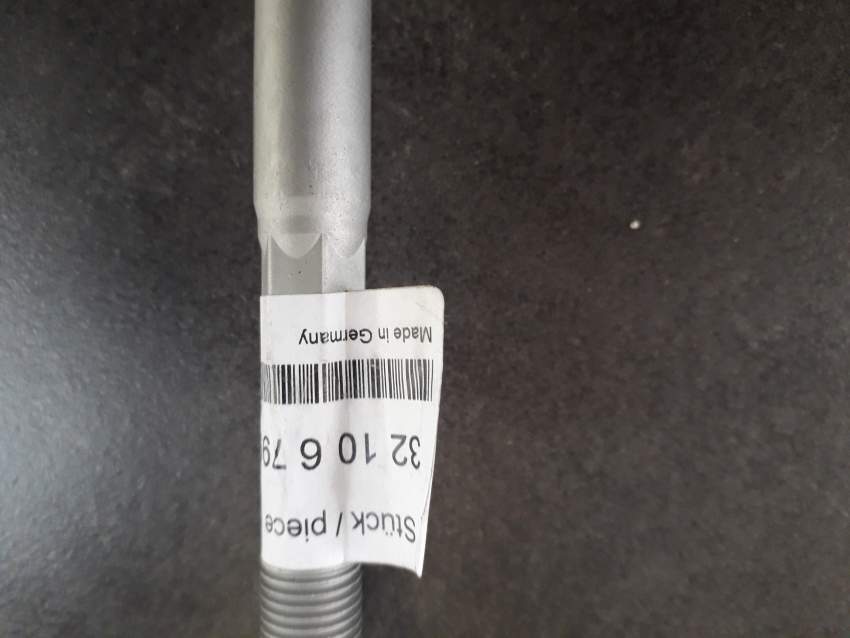 Stück / piece
32 10 6 79
Made in Germany